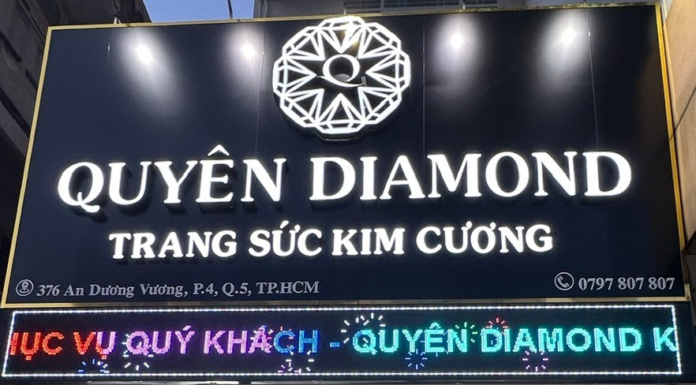 Q
QUYÊN DIAMOND
TRANG SỨC KIM CƯƠNG
376 An Dương Vương, P.4, Q.5, TP.HCM
0797 807 807
VỤ QUÝ KHÁCH - QUYÊN DIAMOND K